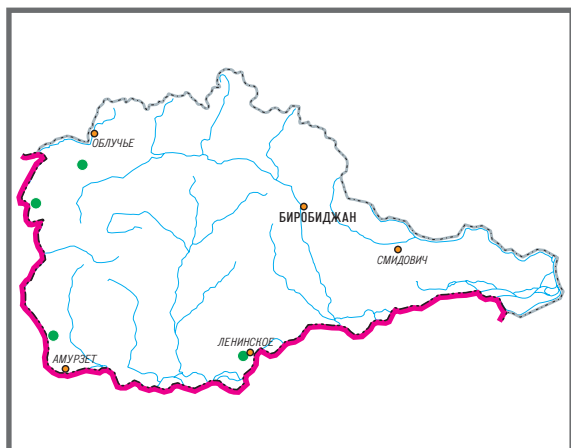 ОБЛУЧЬЕ
БИРОБИДЖАН
СМИДОВИЧ
ЛЕНИНСКОЕ
АМУРЗЕТ